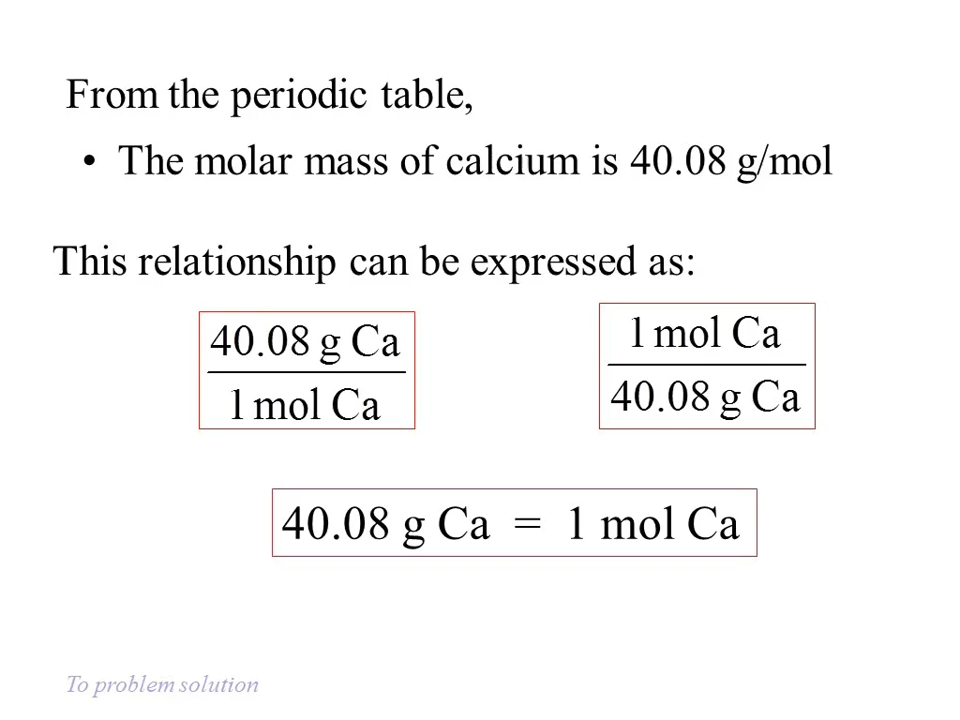 From the periodic table,
• The molar mass of calcium is 40.08 g/mol
This relationship can be expressed as:
40.08 g Ca
1 mol Ca
1 mol Ca
40.08 g Ca
40.08 g Ca = 1 mol Ca
To problem solution